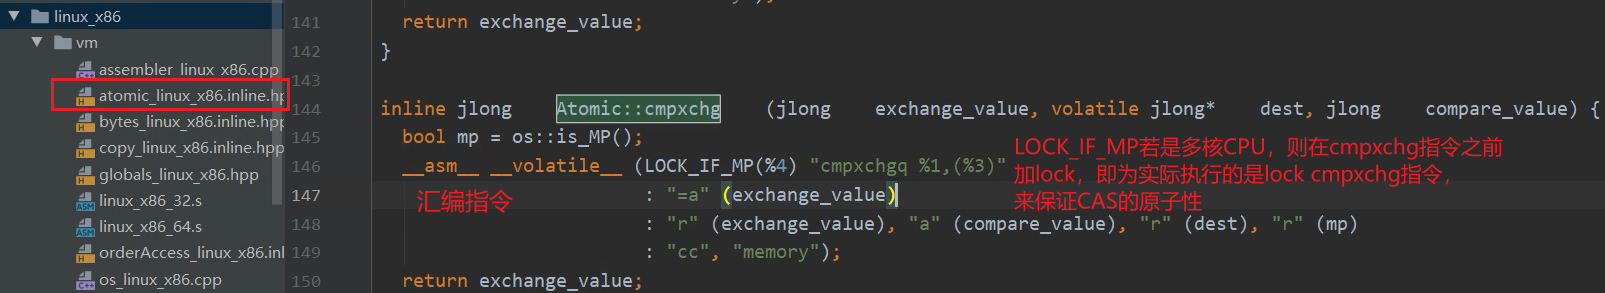 linux_x86
vm
assembler_linux_x86.cpp
atomic_linux_x86.inline.hp
bytes_linux_x86.inline.hpp
copy_linux_x86.inline.hpp
globals_linux_x86.hpp
linux_x86_32.s
linux_x86_64.s
orderAccess_linux_x86.inl
os_linux_x86.cpp
141 return exchange_value;
142 }
143
144 inline jlong Atomic::cmpxchg (jlong exchange_value, volatile jlong* dest, jlong compare_value) {
145 bool mp = os::is_MP();
146 __asm__ __volatile__ (LOCK_IF_MP(%4) "cmpxchgq %1,(%3)"
147 : "=a" (exchange_value)
148 : "r" (exchange_value), "a" (compare_value), "r" (dest), "r" (mp)
149 : "cc", "memory");
150 return exchange_value;
汇编指令
LOCK_IF_MP若是多核CPU，则在cmpxchg指令之前
加lock，即为实际执行的是lock cmpxchg指令，
来保证CAS的原子性